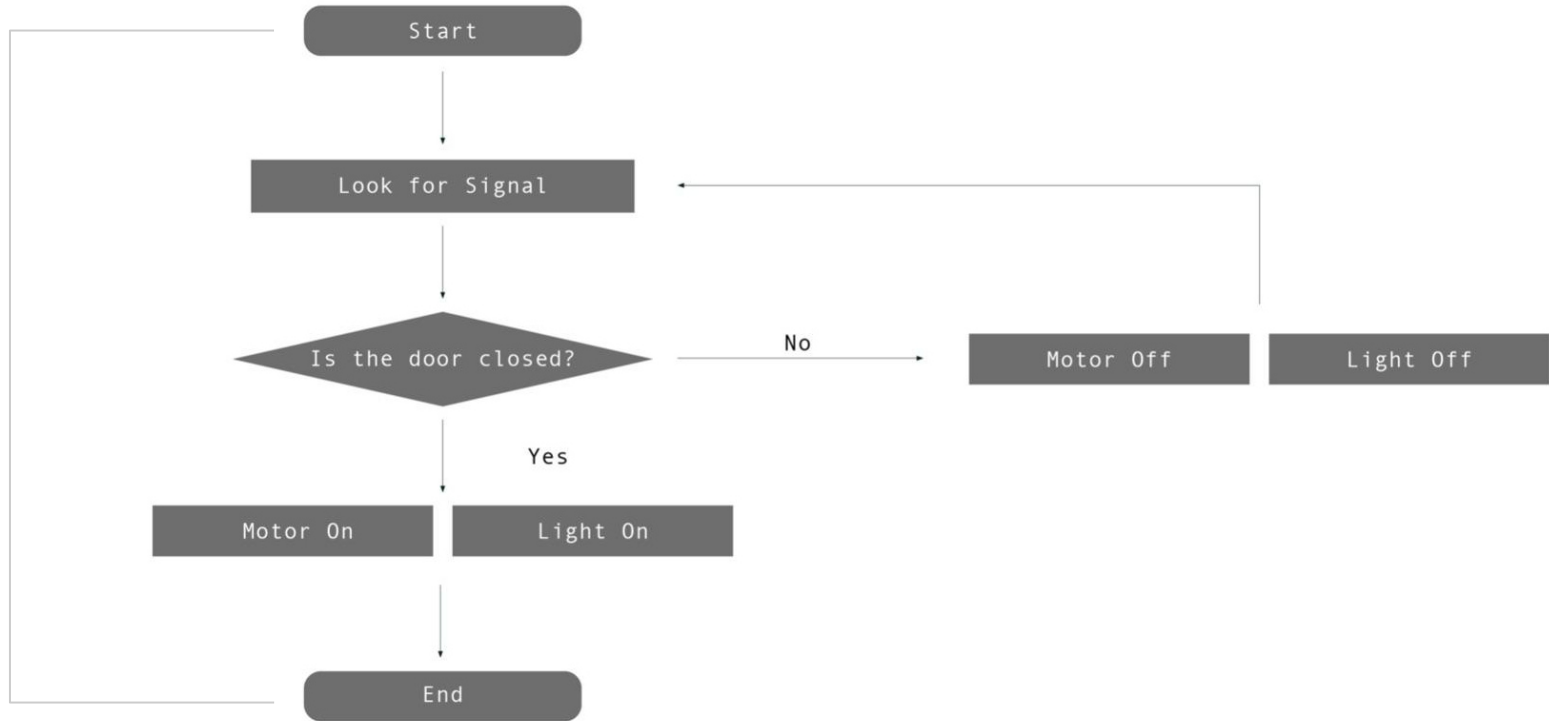 Start
Look for Signal
Is the door closed?
No
Motor Off
Light Off
Yes
Motor On
Light On
End